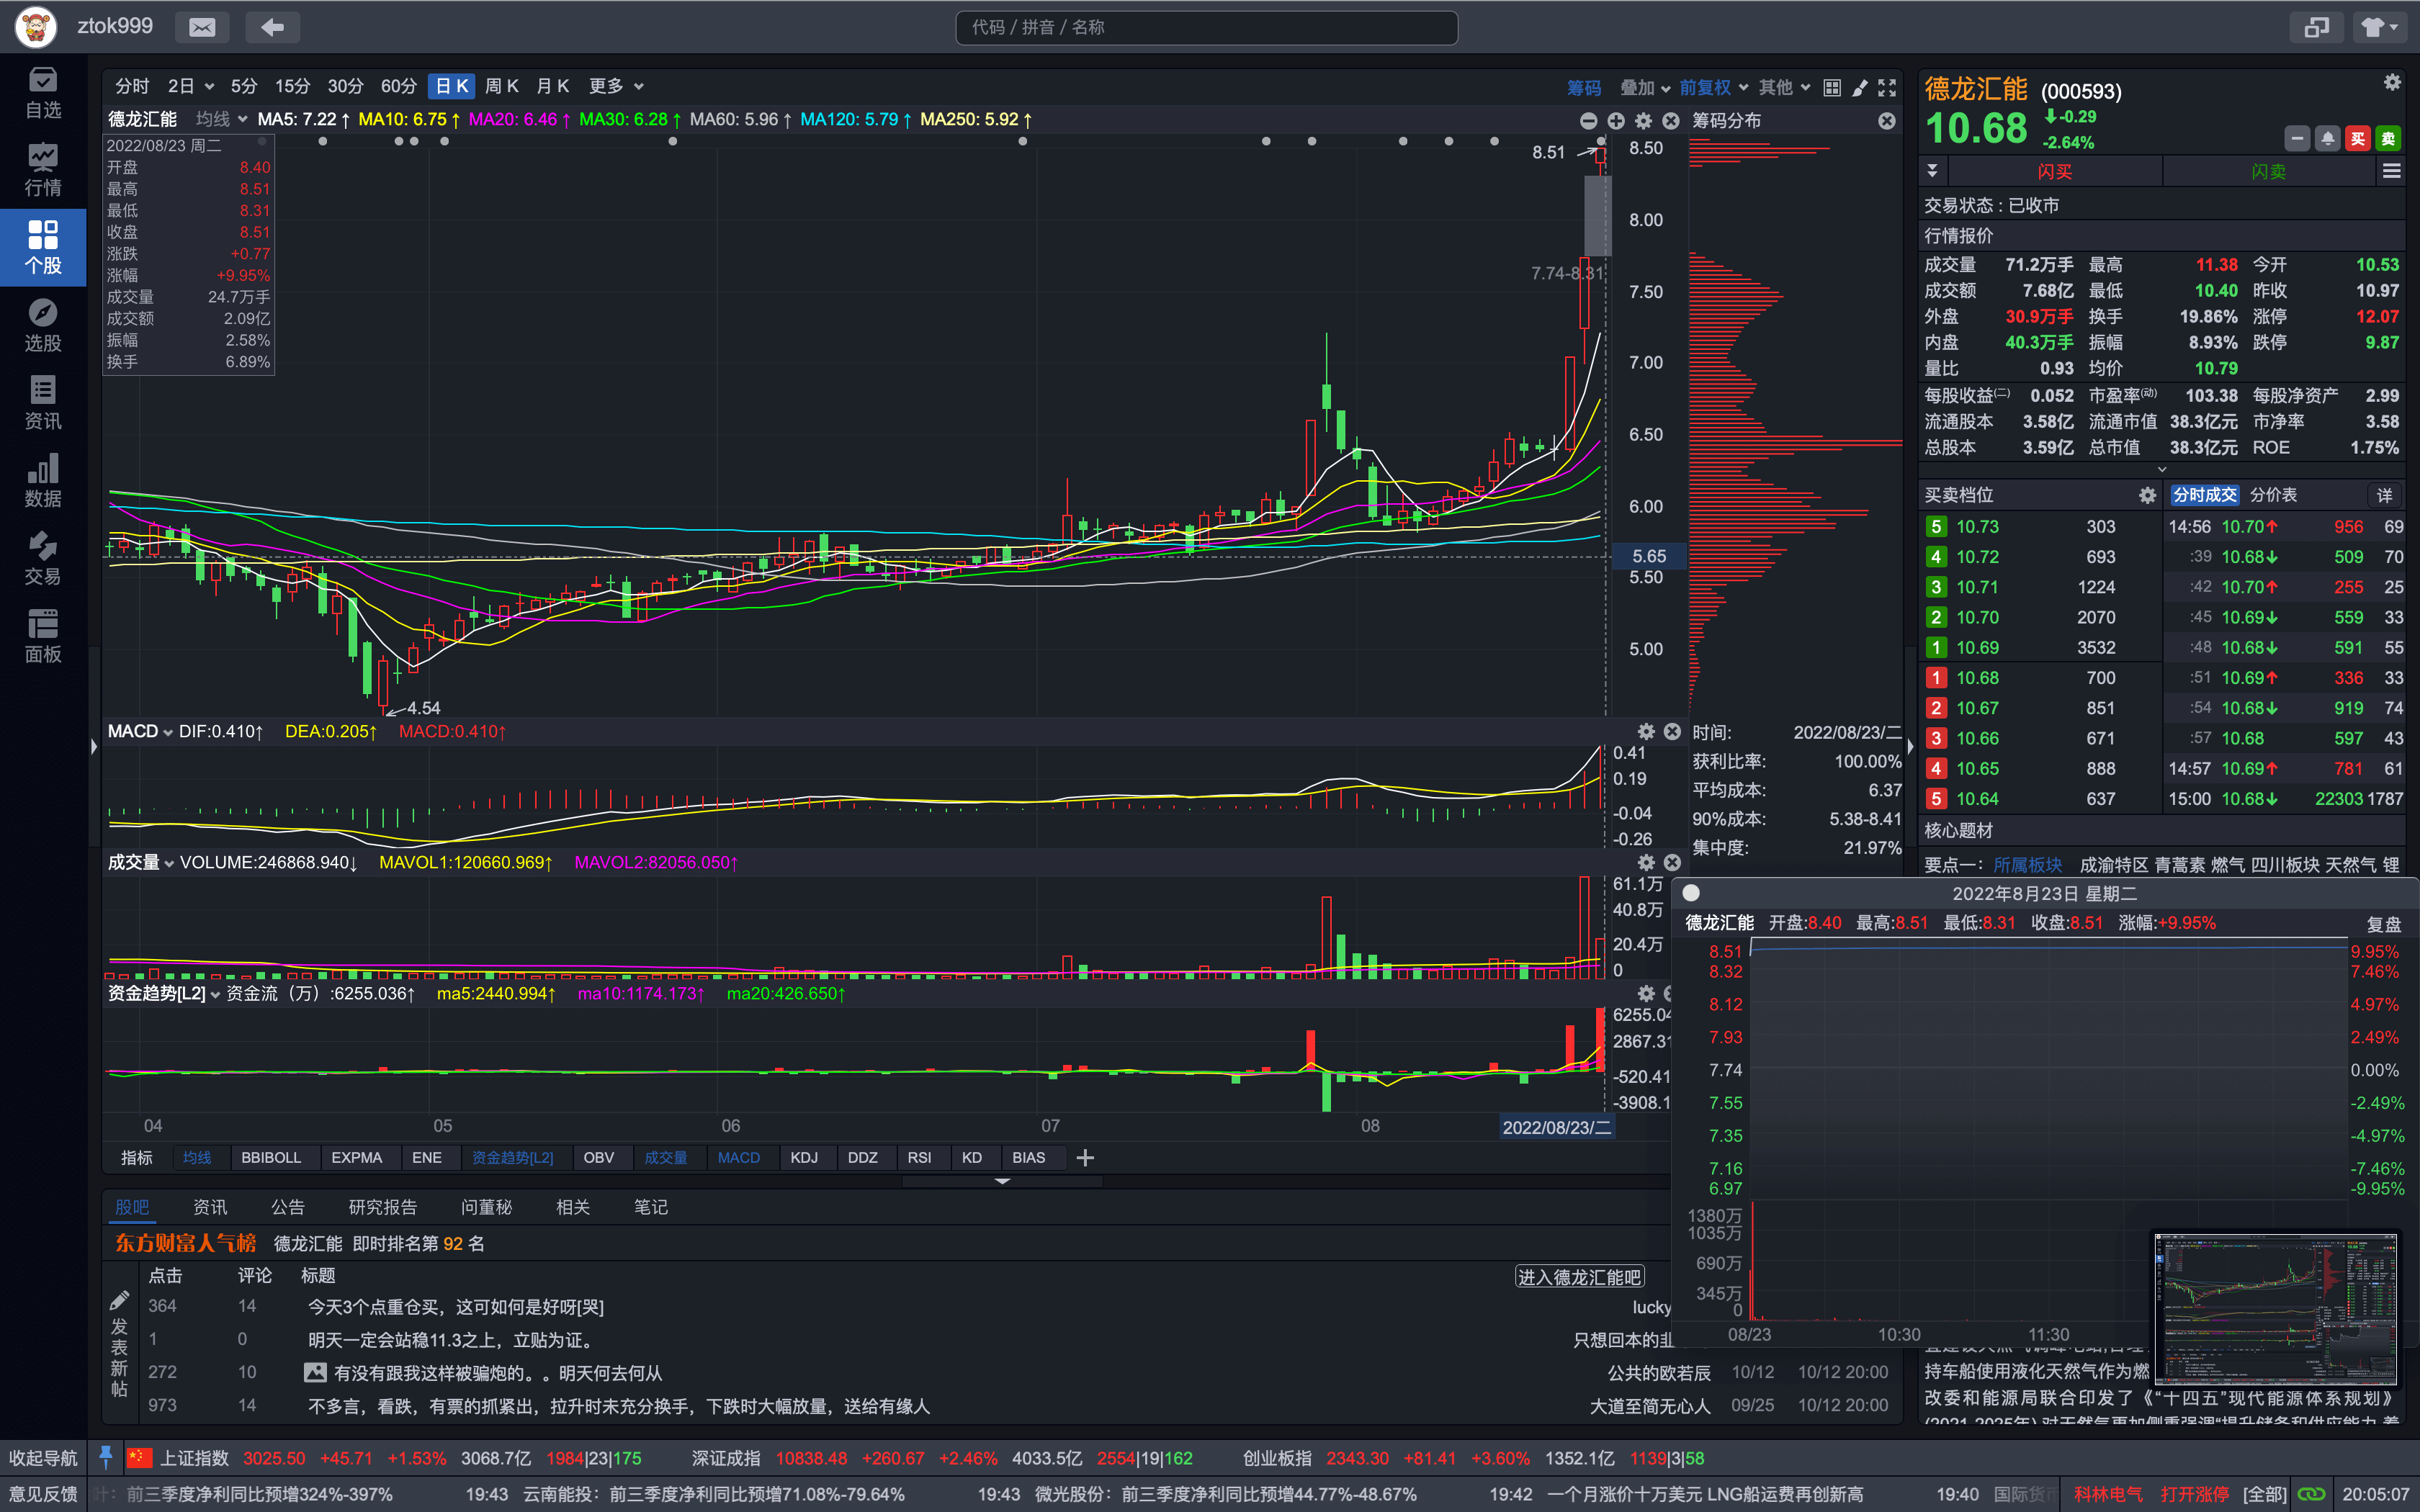 ztok999
代码 / 拼音 / 名称
自选
行情
个股
选股
资讯
数据
交易
面板
分时 2日 5分 15分 30分 60分 日K 周K 月K 更多
筹码 叠加 前复权 其他
德龙汇能 均线 MA5: 7.22↑ MA10: 6.75↑ MA20: 6.46↑ MA30: 6.28↑ MA60: 5.96↑ MA120: 5.79↑ MA250: 5.92↑
筹码分布
2022/08/23 周二
开盘 8.40
最高 8.51
最低 8.31
收盘 8.51
涨跌 +0.77
涨幅 +9.95%
成交量 24.7万手
成交额 2.09亿
振幅 2.58%
换手 6.89%
8.51
7.74-8.31
4.54
8.50
8.00
7.50
7.00
6.50
6.00
5.65
5.50
5.00
MACD DIF:0.410↑ DEA:0.205↑ MACD:0.410↑
0.41
0.19
-0.04
-0.26
成交量 VOLUME:246868.940↓ MAVOL1:120660.969↑ MAVOL2:82056.050↑
61.1万
40.8万
20.4万
0
资金趋势[L2] 资金流（万）:6255.036↑ ma5:2440.994↑ ma10:1174.173↑ ma20:426.650↑
6255.04
2867.31
-520.41
-3908.1
04 05 06 07 08 2022/08/23/二
时间: 2022/08/23/二
获利比率: 100.00%
平均成本: 6.37
90%成本: 5.38-8.41
集中度: 21.97%
指标 均线 BBIBOLL EXPMA ENE 资金趋势[L2] OBV 成交量 MACD KDJ DDZ RSI KD BIAS
股吧 资讯 公告 研究报告 问董秘 相关 笔记
东方财富人气榜 德龙汇能 即时排名第 92 名
点击 评论 标题 进入德龙汇能吧
发表新帖
364 14 今天3个点重仓买，这可如何是好呀[哭] lucky
1 0 明天一定会站稳11.3之上，立贴为证。 只想回本的韭
272 10 有没有跟我这样被骗炮的。。明天何去何从 公共的欧若辰 10/12 10/12 20:00
973 14 不多言，看跌，有票的抓紧出，拉升时未充分换手，下跌时大幅放量，送给有缘人 大道至简无心人 09/25 10/12 20:00
德龙汇能 (000593)
10.68 -0.29
-2.64%
买 卖
闪买 闪卖
交易状态 : 已收市
行情报价
成交量 71.2万手 最高 11.38 今开 10.53
成交额 7.68亿 最低 10.40 昨收 10.97
外盘 30.9万手 换手 19.86% 涨停 12.07
内盘 40.3万手 振幅 8.93% 跌停 9.87
量比 0.93 均价 10.79
每股收益(二) 0.052 市盈率(动) 103.38 每股净资产 2.99
流通股本 3.58亿 流通市值 38.3亿元 市净率 3.58
总股本 3.59亿 总市值 38.3亿元 ROE 1.75%
买卖档位 分时成交 分价表 详
5 10.73 303
4 10.72 693
3 10.71 1224
2 10.70 2070
1 10.69 3532
1 10.68 700
2 10.67 851
3 10.66 671
4 10.65 888
5 10.64 637
14:56 10.70↑ 956 69
:39 10.68↓ 509 70
:42 10.70↑ 255 25
:45 10.69↓ 559 33
:48 10.68↓ 591 55
:51 10.69↑ 336 33
:54 10.68↓ 919 74
:57 10.68 597 43
14:57 10.69↑ 781 61
15:00 10.68↓ 22303 1787
核心题材
要点一： 所属板块 成渝特区 青蒿素 燃气 四川板块 天然气 锂
2022年8月23日 星期二
德龙汇能 开盘:8.40 最高:8.51 最低:8.31 收盘:8.51 涨幅:+9.95% 复盘
8.51 9.95%
8.32 7.46%
8.12 4.97%
7.93 2.49%
7.74 0.00%
7.55 -2.49%
7.35 -4.97%
7.16 -7.46%
6.97 -9.95%
1380万
1035万
690万
345万
0
08/23 10:30 11:30
持车船使用液化天然气作为燃
改委和能源局联合印发了《“十四五”现代能源体系规划》
(2021-2025年)
收起导航 上证指数 3025.50 +45.71 +1.53% 3068.7亿 1984|23|175 深证成指 10838.48 +260.67 +2.46% 4033.5亿 2554|19|162 创业板指 2343.30 +81.41 +3.60% 1352.1亿 1139|3|58
意见反馈 前三季度净利同比预增324%-397% 19:43 云南能投：前三季度净利同比预增71.08%-79.64% 19:43 微光股份：前三季度净利同比预增44.77%-48.67% 19:42 一个月涨价十万美元 LNG船运费再创新高 19:40 国际货币 科林电气 打开涨停 [全部] 20:05:07